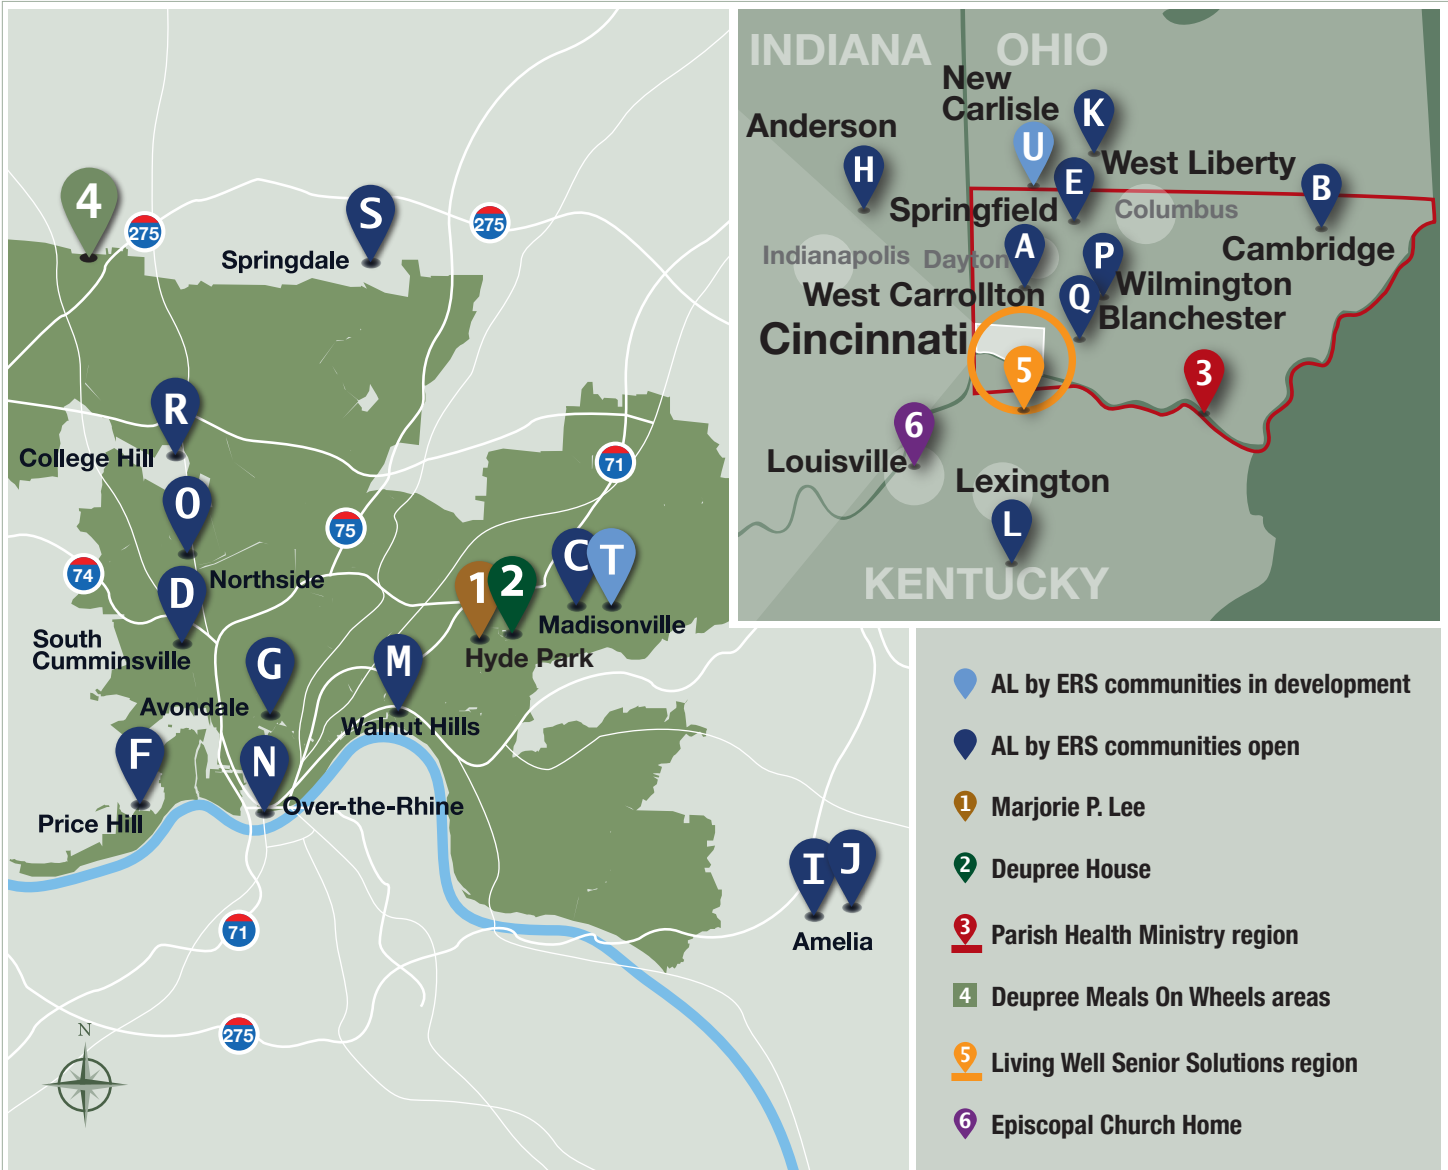 4
275
S
275
Springdale
R
College Hill
O
71
75
74
Northside
D
1
2
C
T
South
Cumminsville
Madisonville
Hyde Park
G
M
Avondale
Walnut Hills
F
N
Over-the-Rhine
Price Hill
I
J
Amelia
71
275
N
INDIANA
OHIO
New
Carlisle
K
Anderson
U
West Liberty
H
E
B
Springfield
Columbus
Cambridge
Indianapolis
Dayton
A
P
West Carrollton
Wilmington
Q
Blanchester
Cincinnati
5
3
6
Louisville
Lexington
L
KENTUCKY
AL by ERS communities in development
AL by ERS communities open
1 Marjorie P. Lee
2 Deupree House
3 Parish Health Ministry region
4 Deupree Meals On Wheels areas
5 Living Well Senior Solutions region
6 Episcopal Church Home